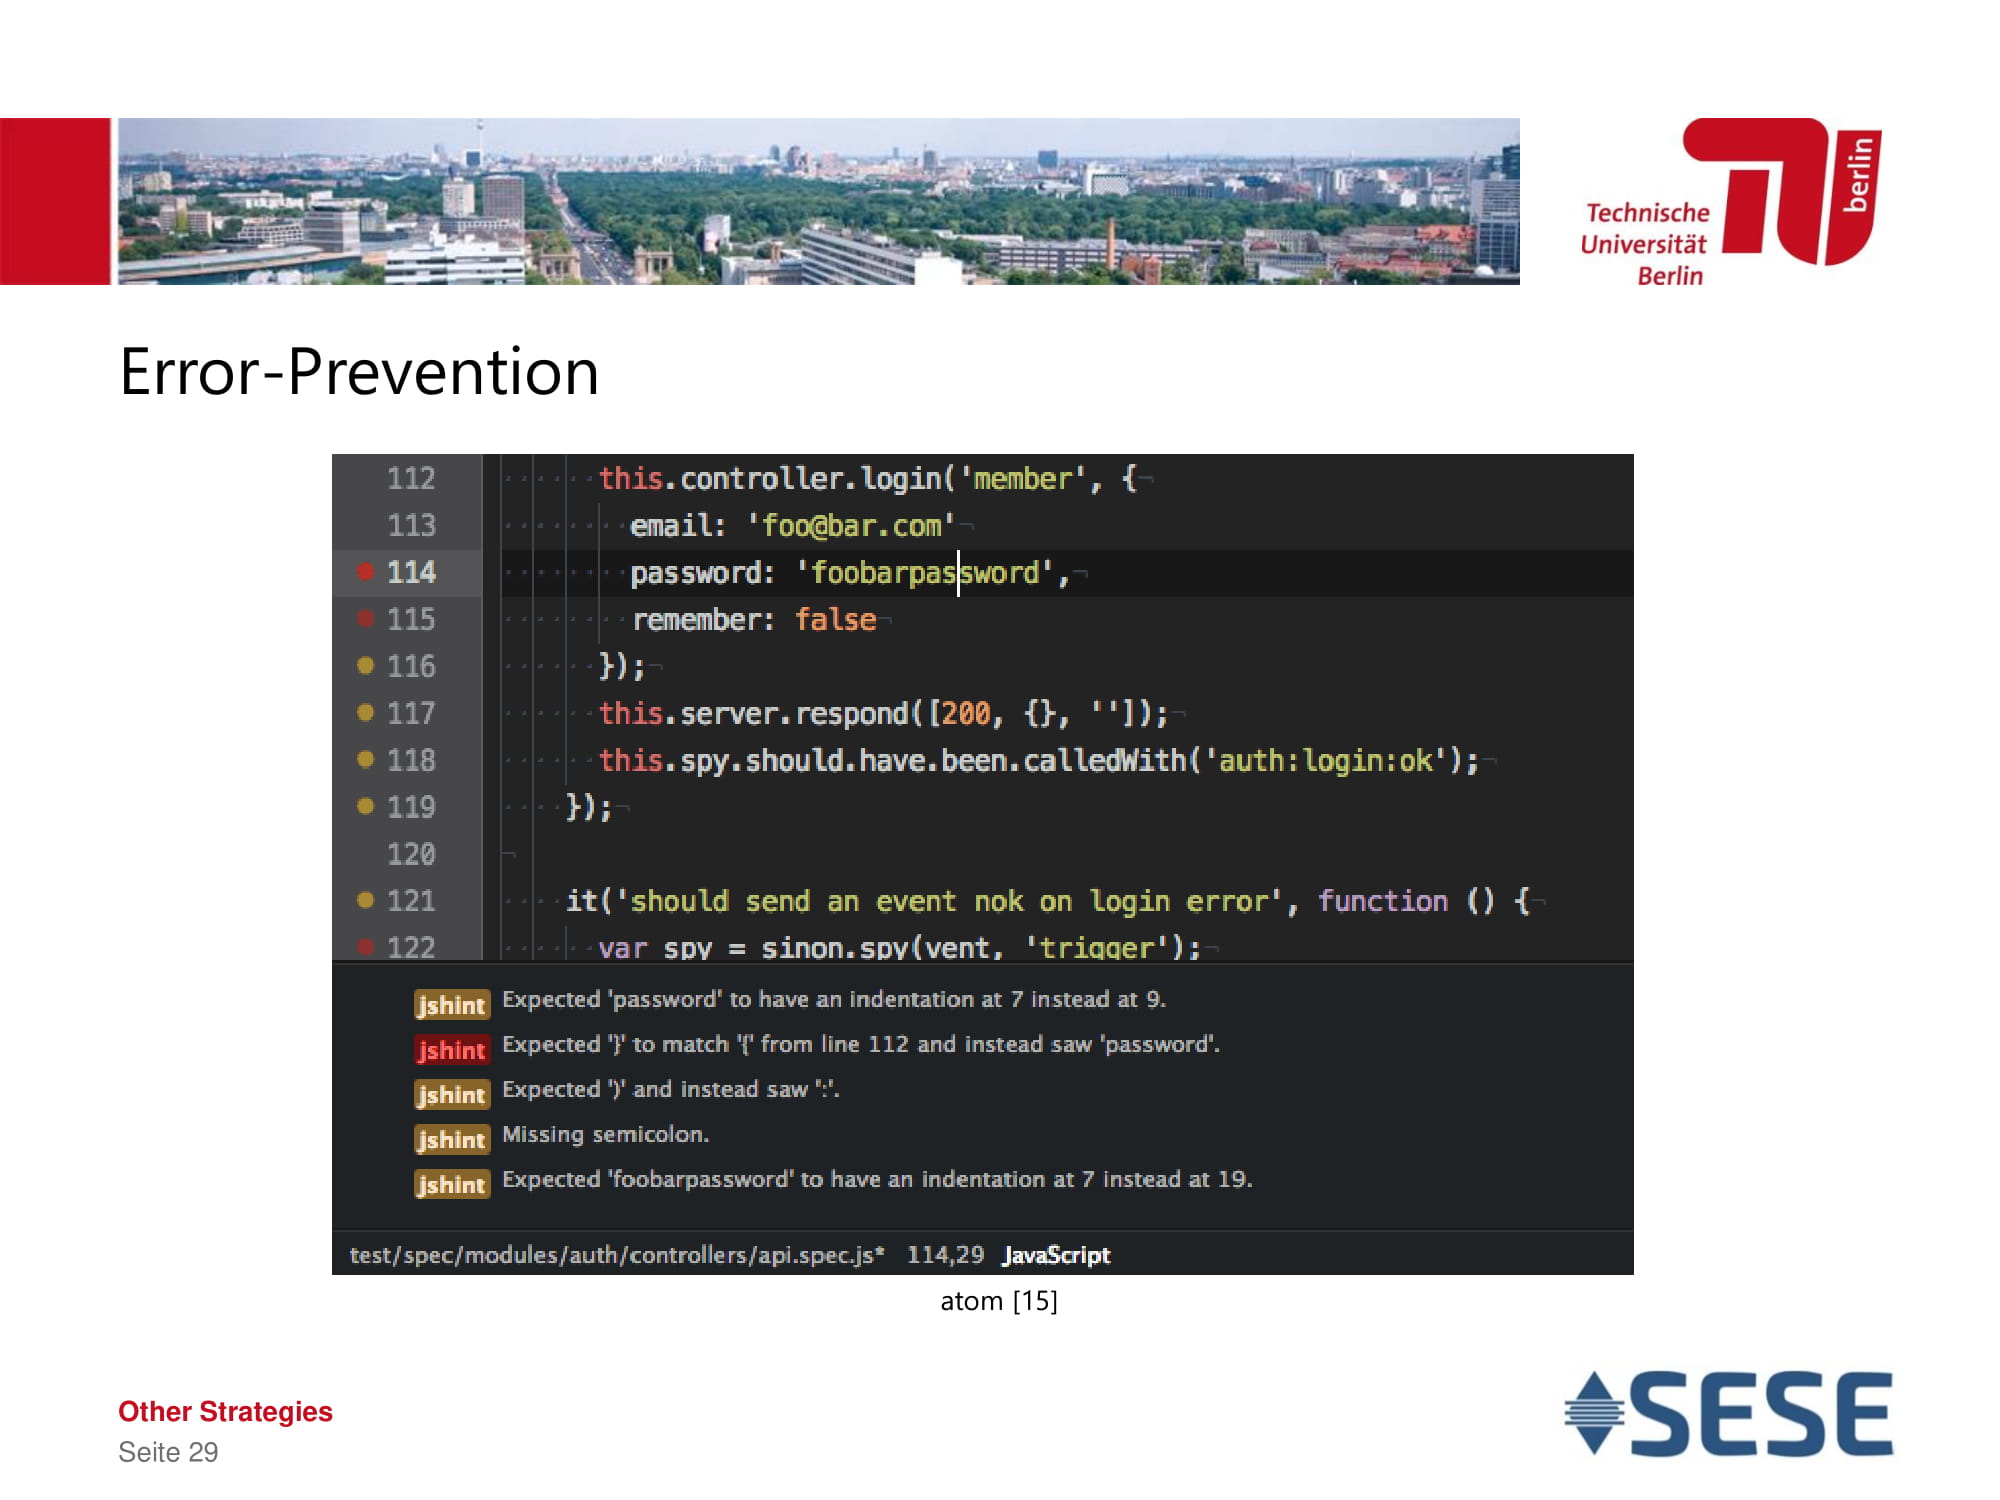 Technische
Universität
Berlin
berlin
Error-Prevention
112 this.controller.login('member', {¬
113 email: 'foo@bar.com'¬
114 password: 'foobarpassword',¬
115 remember: false¬
116 });¬
117 this.server.respond([200, {}, '']);¬
118 this.spy.should.have.been.calledWith('auth:login:ok');¬
119 });¬
120 ¬
121 it('should send an event nok on login error', function () {¬
122 var spy = sinon.spy(vent, 'trigger');¬
jshint Expected 'password' to have an indentation at 7 instead at 9.
jshint Expected '}' to match '{' from line 112 and instead saw 'password'.
jshint Expected ')' and instead saw ':'.
jshint Missing semicolon.
jshint Expected 'foobarpassword' to have an indentation at 7 instead at 19.
test/spec/modules/auth/controllers/api.spec.js* 114,29 JavaScript
atom [15]
Other Strategies
Seite 29
SESE